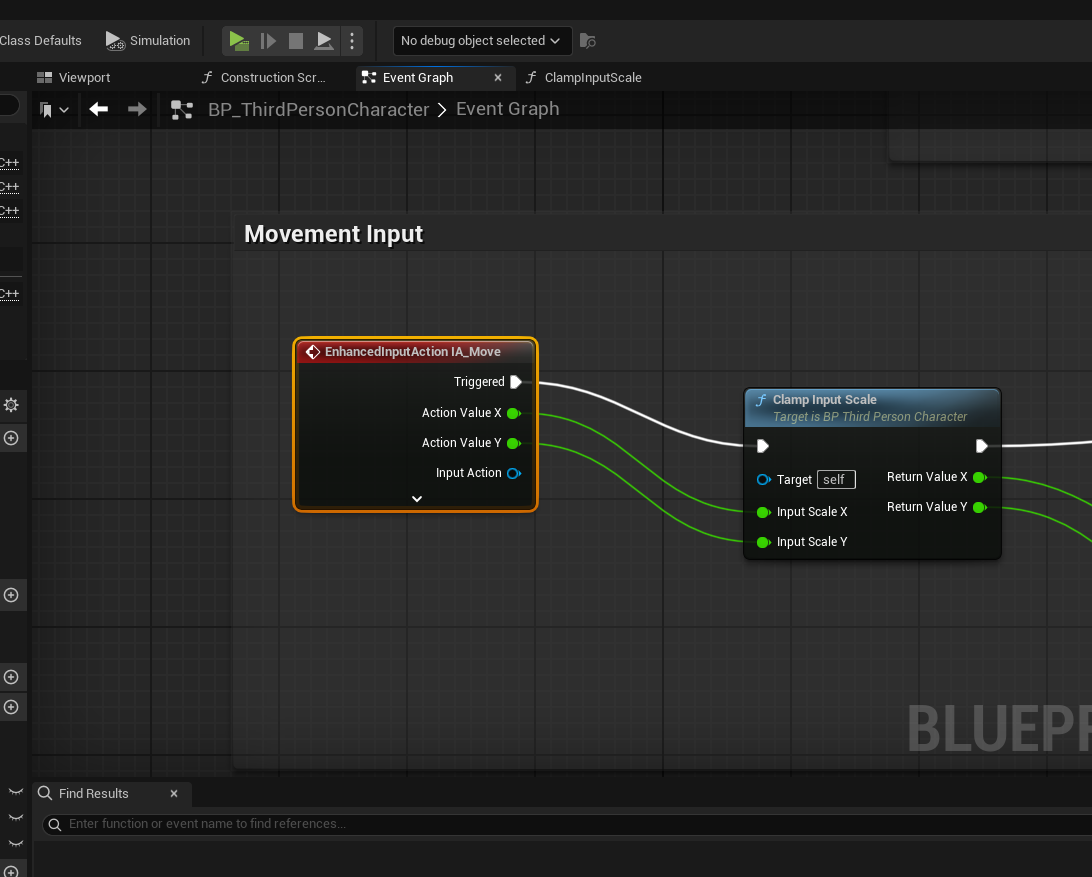 Class Defaults Simulation No debug object selected
Viewport Construction Scr... Event Graph ClampInputScale
BP_ThirdPersonCharacter > Event Graph
C++
C++
C++
C++
Movement Input
EnhancedInputAction IA_Move
Triggered
Action Value X
Action Value Y
Input Action
Clamp Input Scale
Target is BP Third Person Character
Target self Return Value X
Input Scale X Return Value Y
Input Scale Y
BLUEPR
Find Results
Enter function or event name to find references...